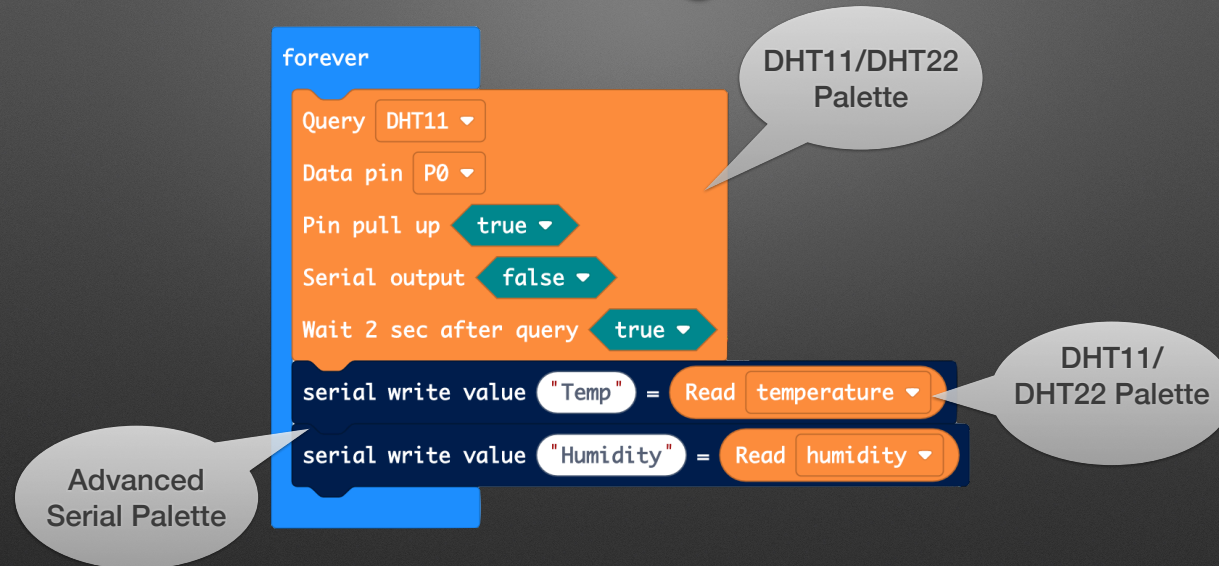 forever
DHT11/DHT22
Palette
Query DHT11
Data pin P0
Pin pull up true
Serial output false
Wait 2 sec after query true
serial write value "Temp" = Read temperature
DHT11/
DHT22 Palette
serial write value "Humidity" = Read humidity
Advanced
Serial Palette